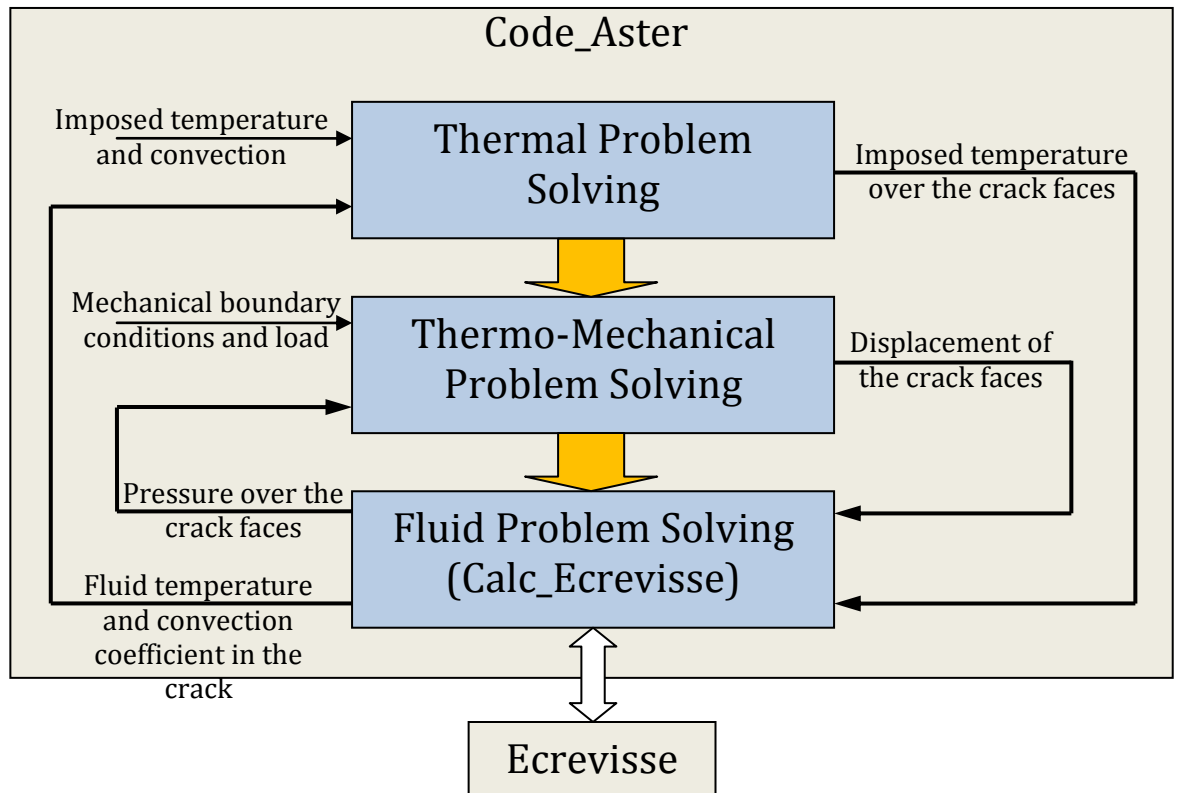 Code_Aster
Imposed temperature
and convection
Thermal Problem
Solving
Imposed temperature
over the crack faces
Mechanical boundary
conditions and load
Thermo-Mechanical
Problem Solving
Displacement of
the crack faces
Pressure over the
crack faces
Fluid Problem Solving
(Calc_Ecrevisse)
Fluid temperature
and convection
coefficient in the
crack
Ecrevisse